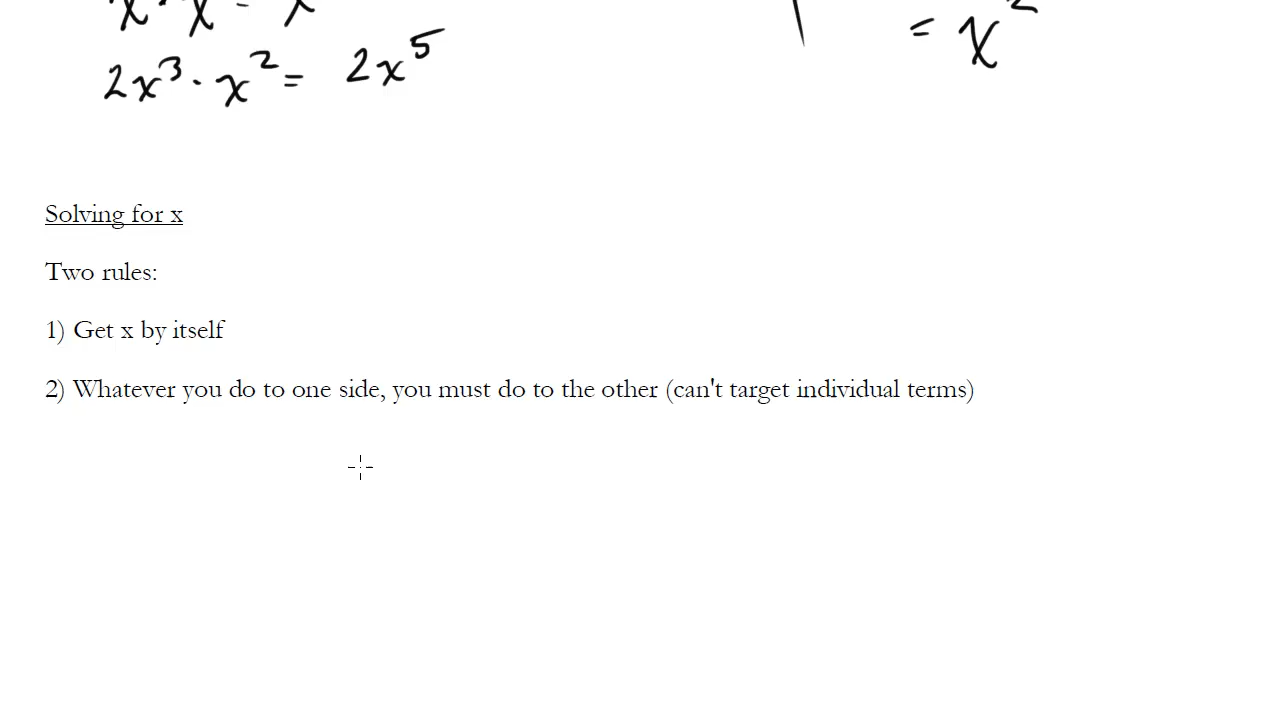 2x³ · x² = 2x⁵
= x
Solving for x
Two rules:
1) Get x by itself
2) Whatever you do to one side, you must do to the other (can't target individual terms)